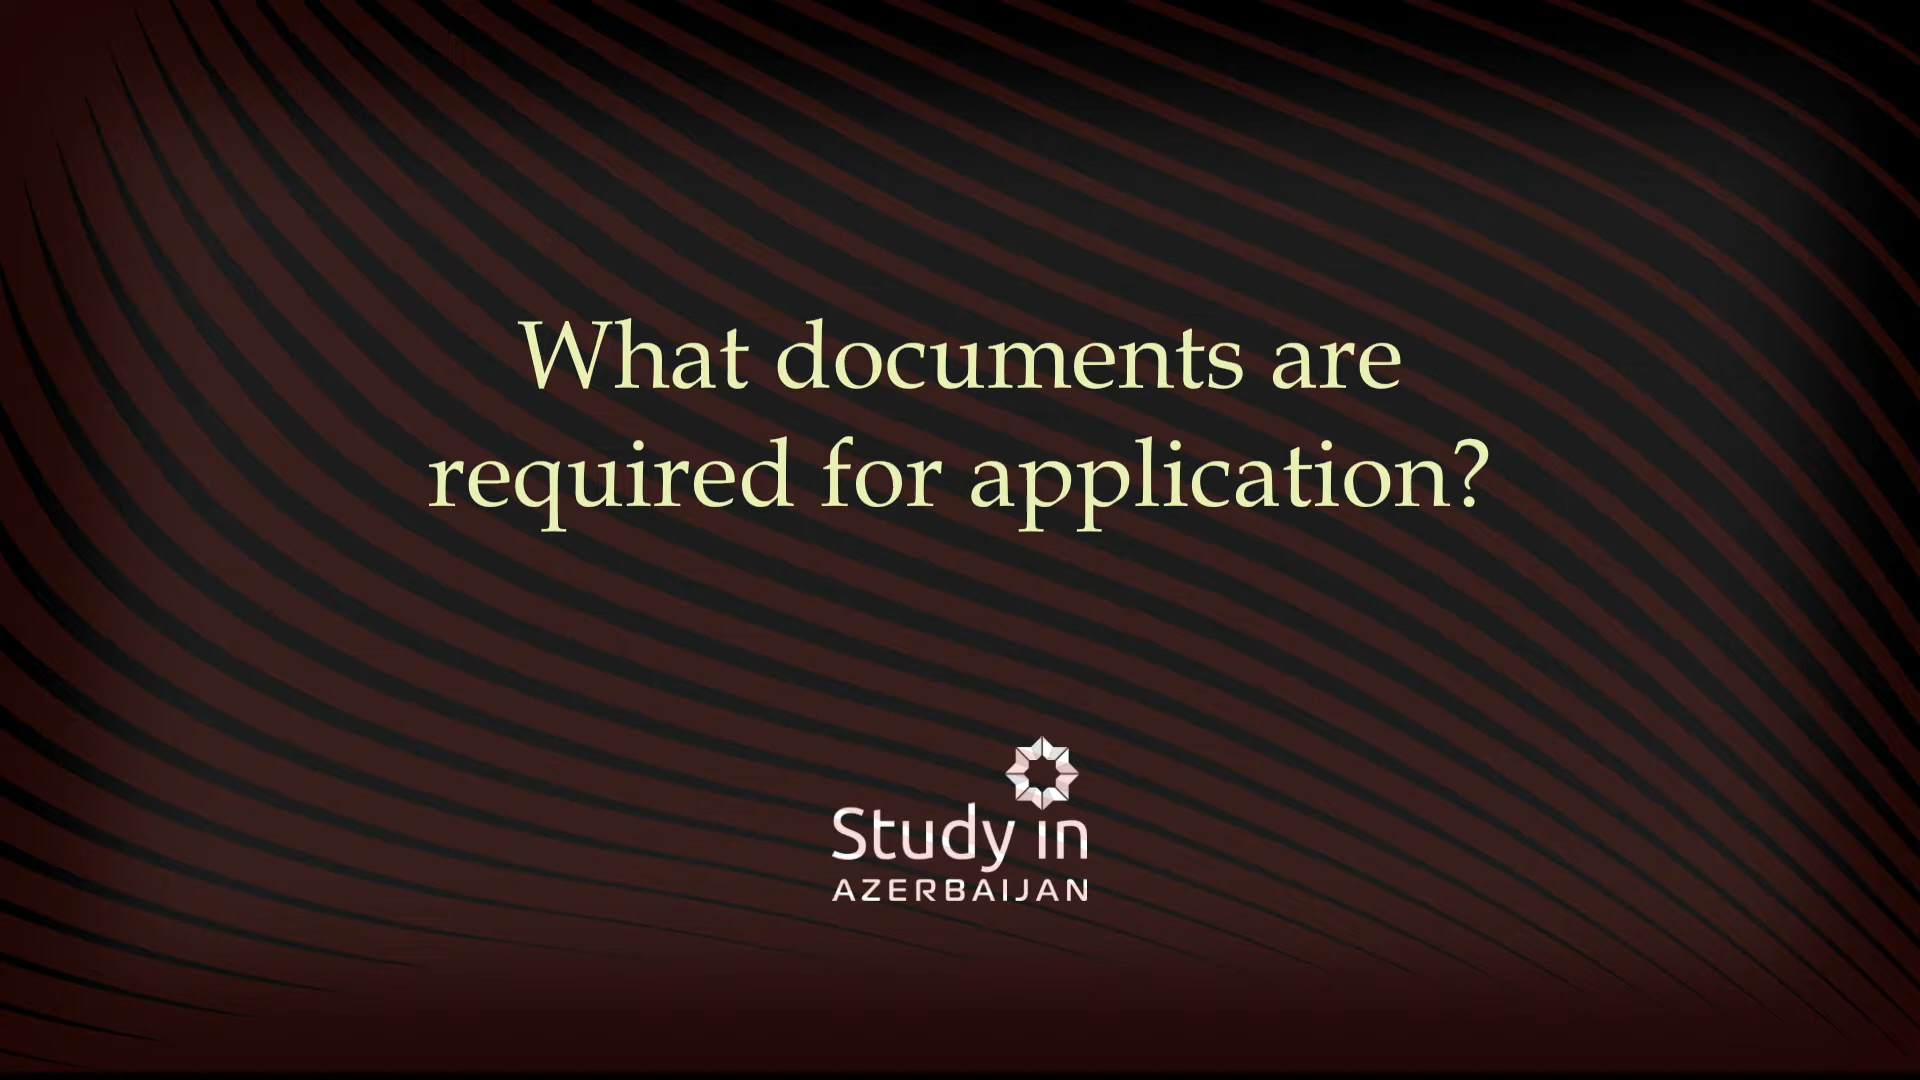 What documents are
required for application?
Study in
AZERBAIJAN